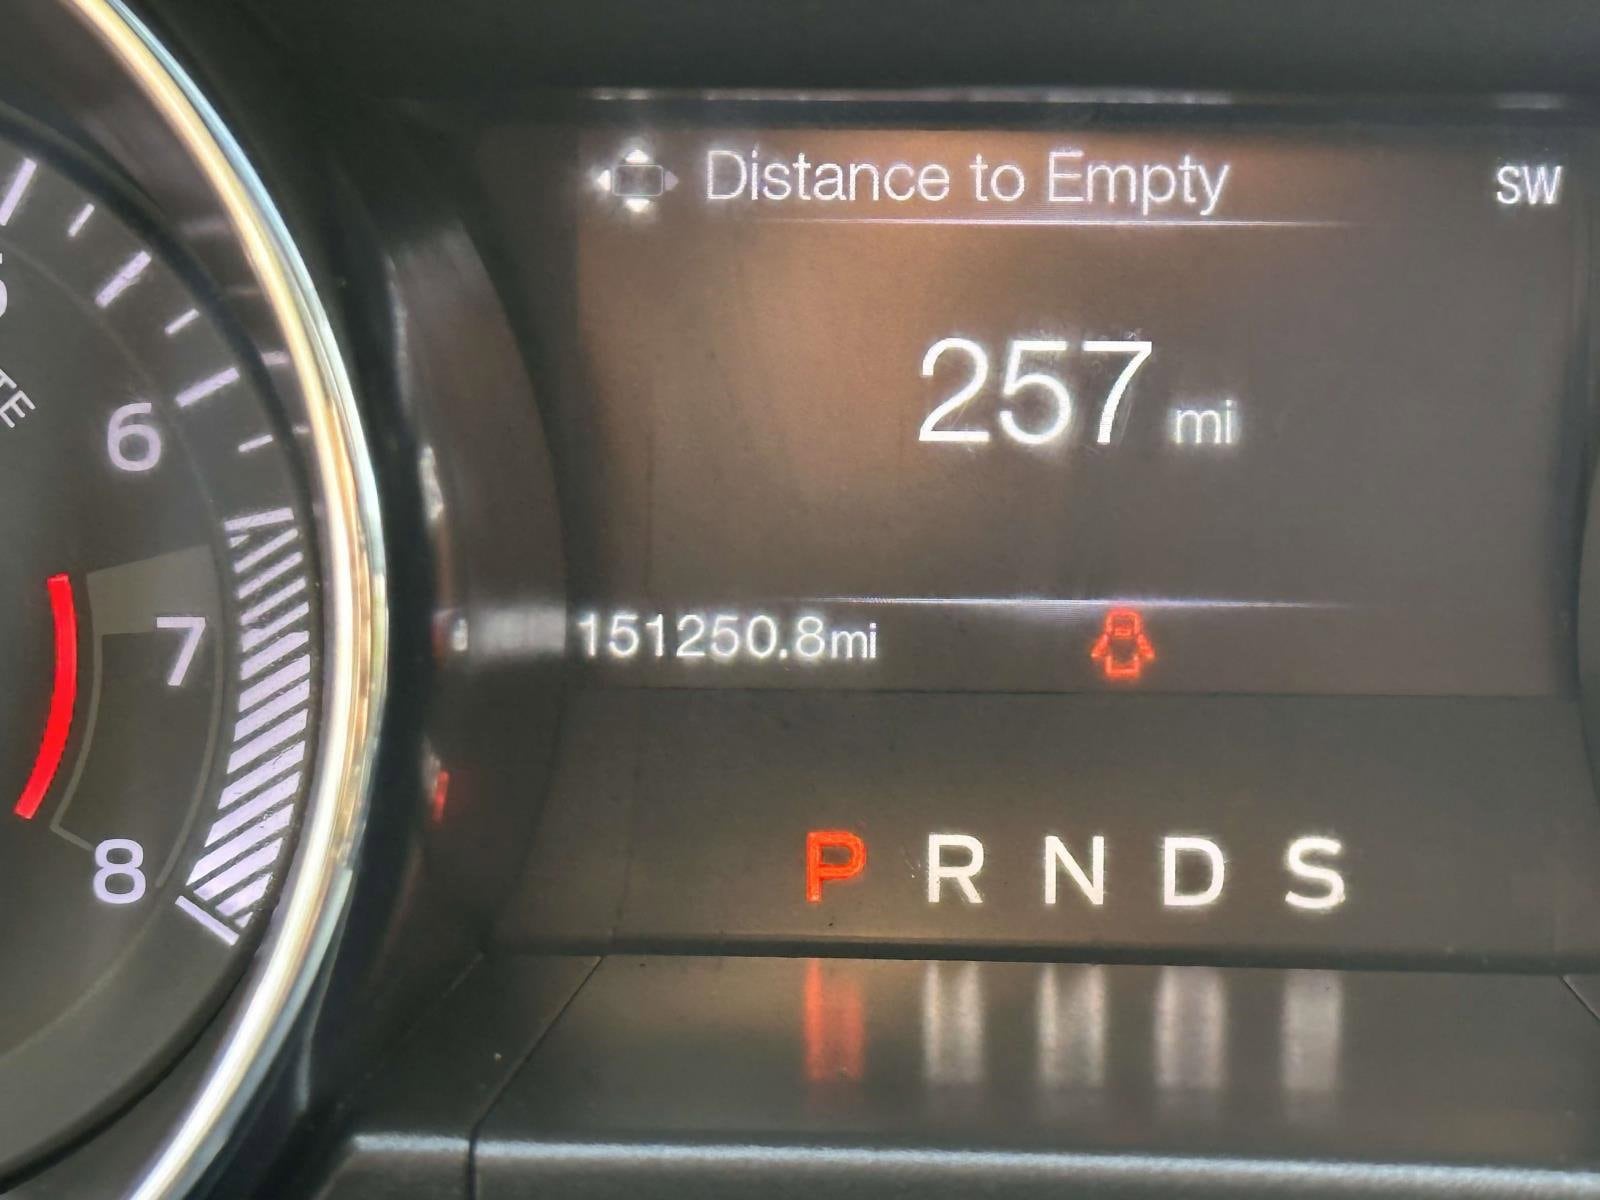 Distance to Empty SW
257 mi
151250.8mi
P R N D S
6
7
8